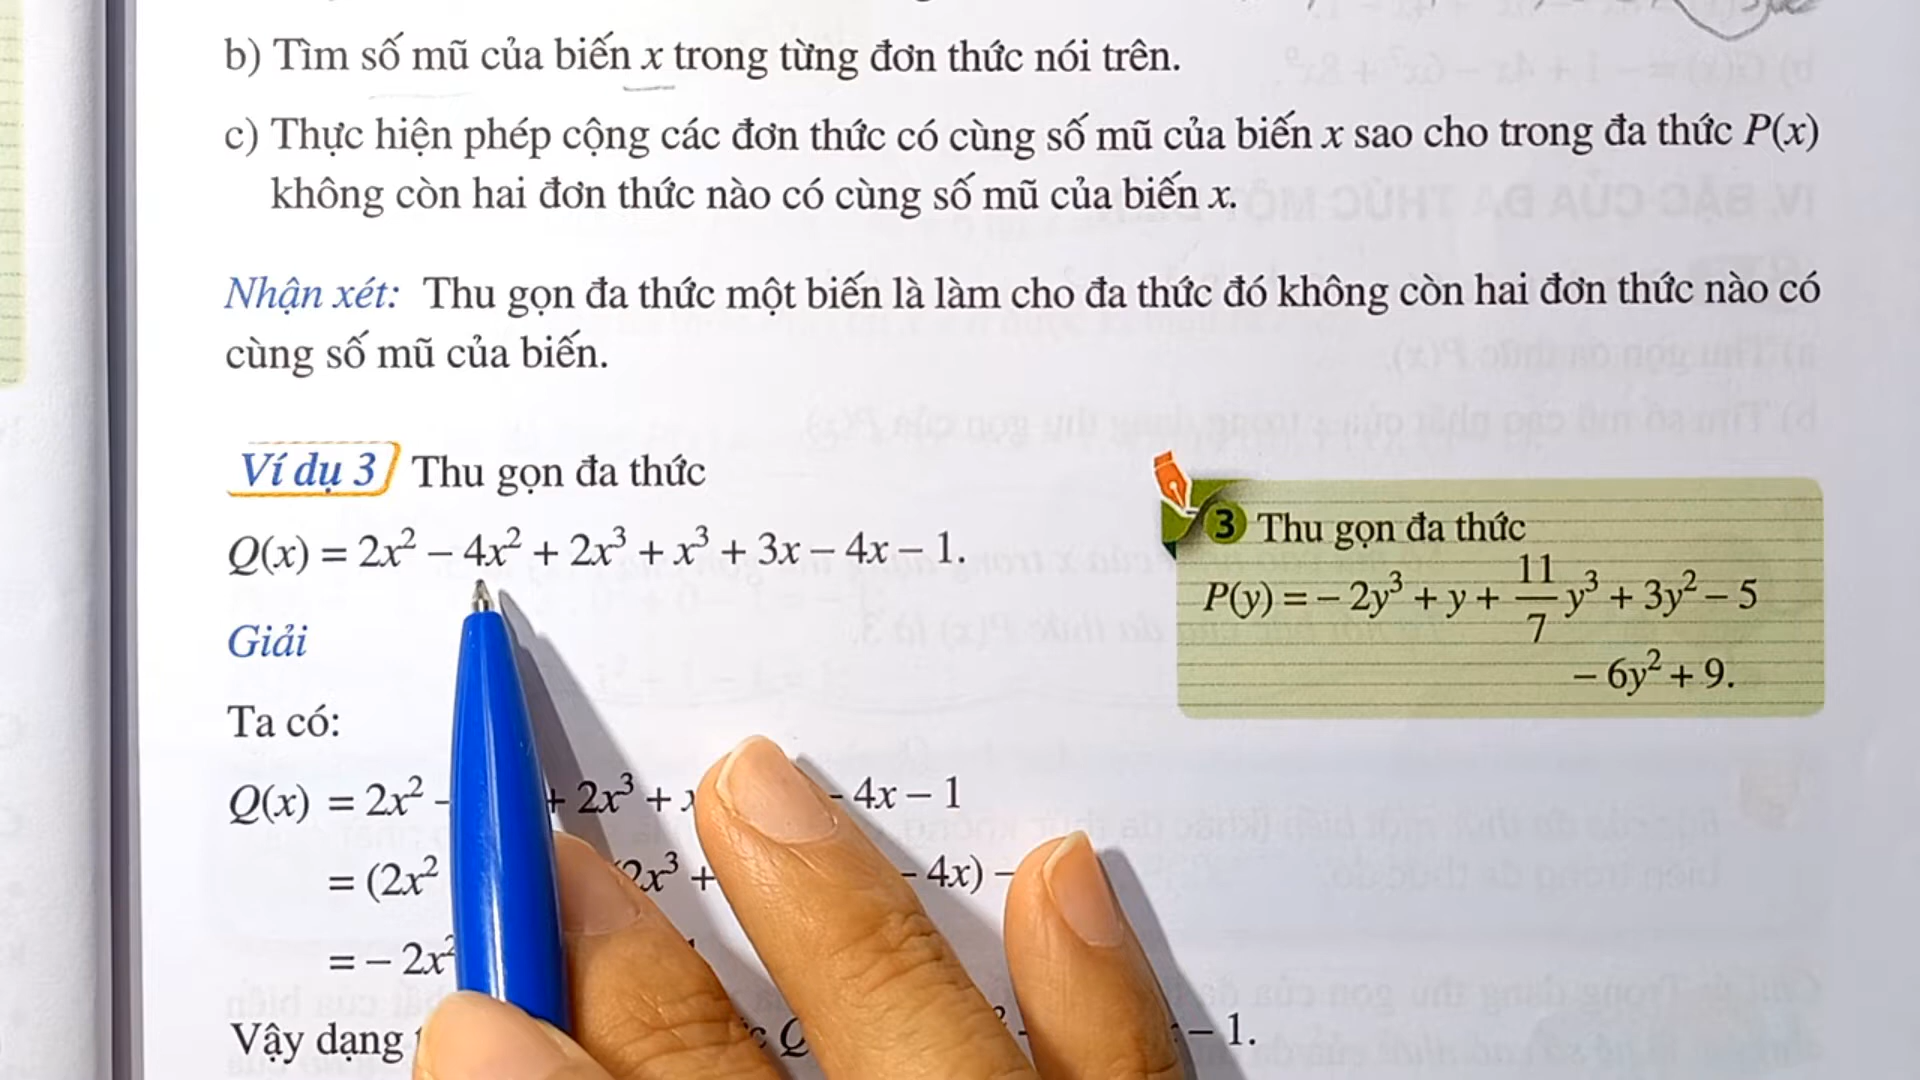 b) Tìm số mũ của biến x trong từng đơn thức nói trên.
c) Thực hiện phép cộng các đơn thức có cùng số mũ của biến x sao cho trong đa thức P(x)
không còn hai đơn thức nào có cùng số mũ của biến x.
Nhận xét: Thu gọn đa thức một biến là làm cho đa thức đó không còn hai đơn thức nào có
cùng số mũ của biến.
Ví dụ 3 Thu gọn đa thức
Q(x) = 2x² – 4x² + 2x³ + x³ + 3x – 4x – 1.
Giải
Ta có:
Q(x) = 2x² – + 2x³ + – 4x – 1
= (2x² 2x³ + – 4x) –
= – 2x²
Vậy dạng Q – 1.
3 Thu gọn đa thức
P(y) = – 2y³ + y + 11/7 y³ + 3y² – 5
– 6y² + 9.